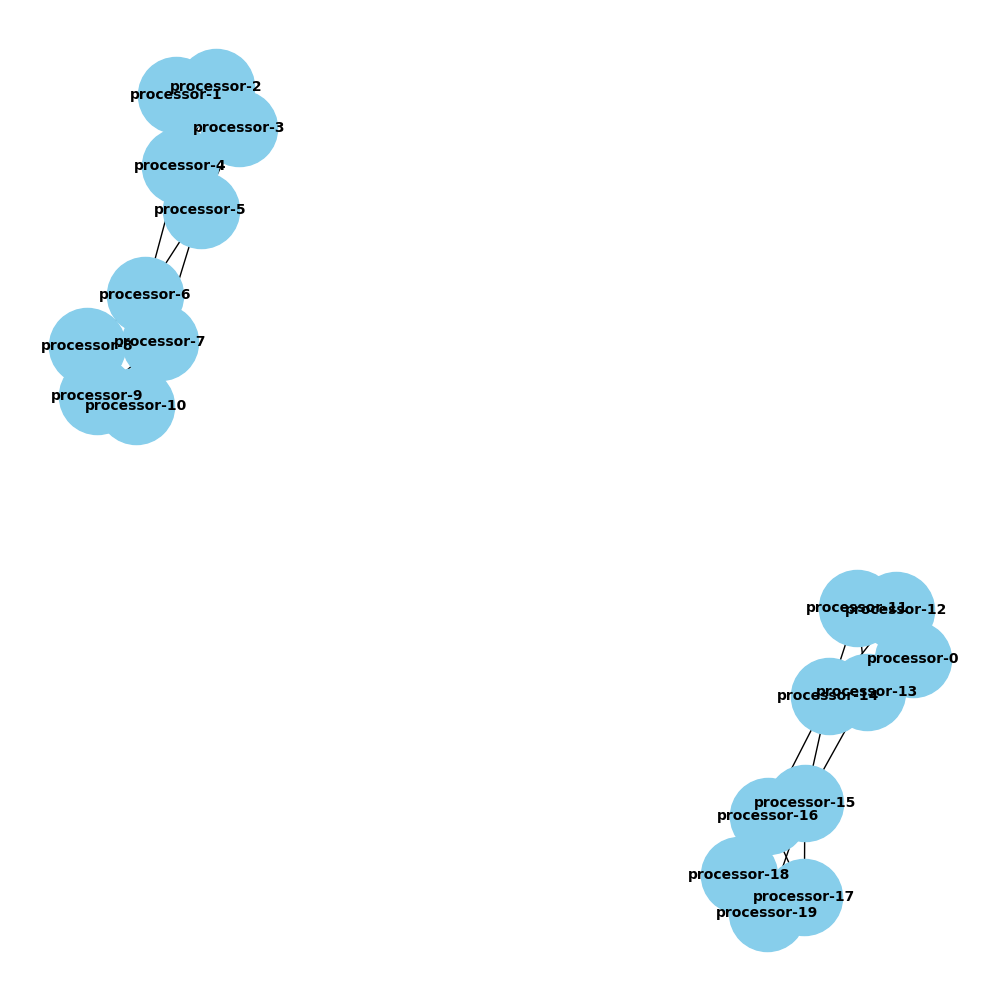 processor-2
processor-1
processor-3
processor-4
processor-5
processor-6
processor-7
processor-8
processor-9
processor-10
processor-11
processor-12
processor-0
processor-13
processor-14
processor-15
processor-16
processor-18
processor-17
processor-19